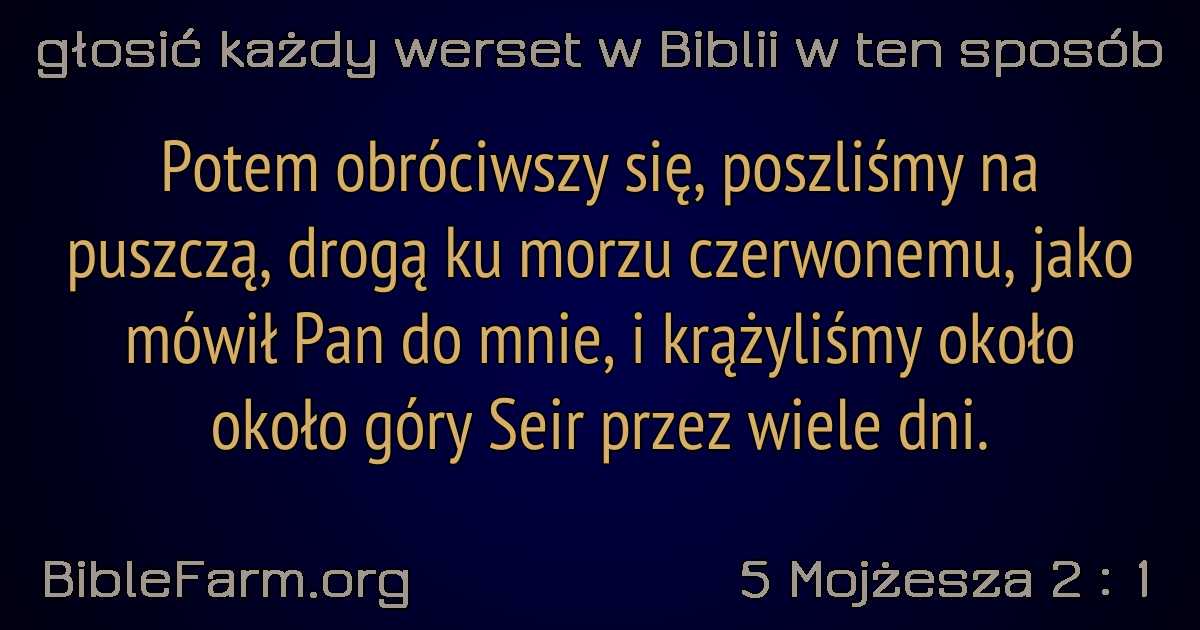 głosić każdy werset w Biblii w ten sposób
Potem obróciwszy się, poszliśmy na
puszczą, drogą ku morzu czerwonemu, jako
mówił Pan do mnie, i krążyliśmy około
około góry Seir przez wiele dni.
BibleFarm.org
5 Mojżesza 2 : 1